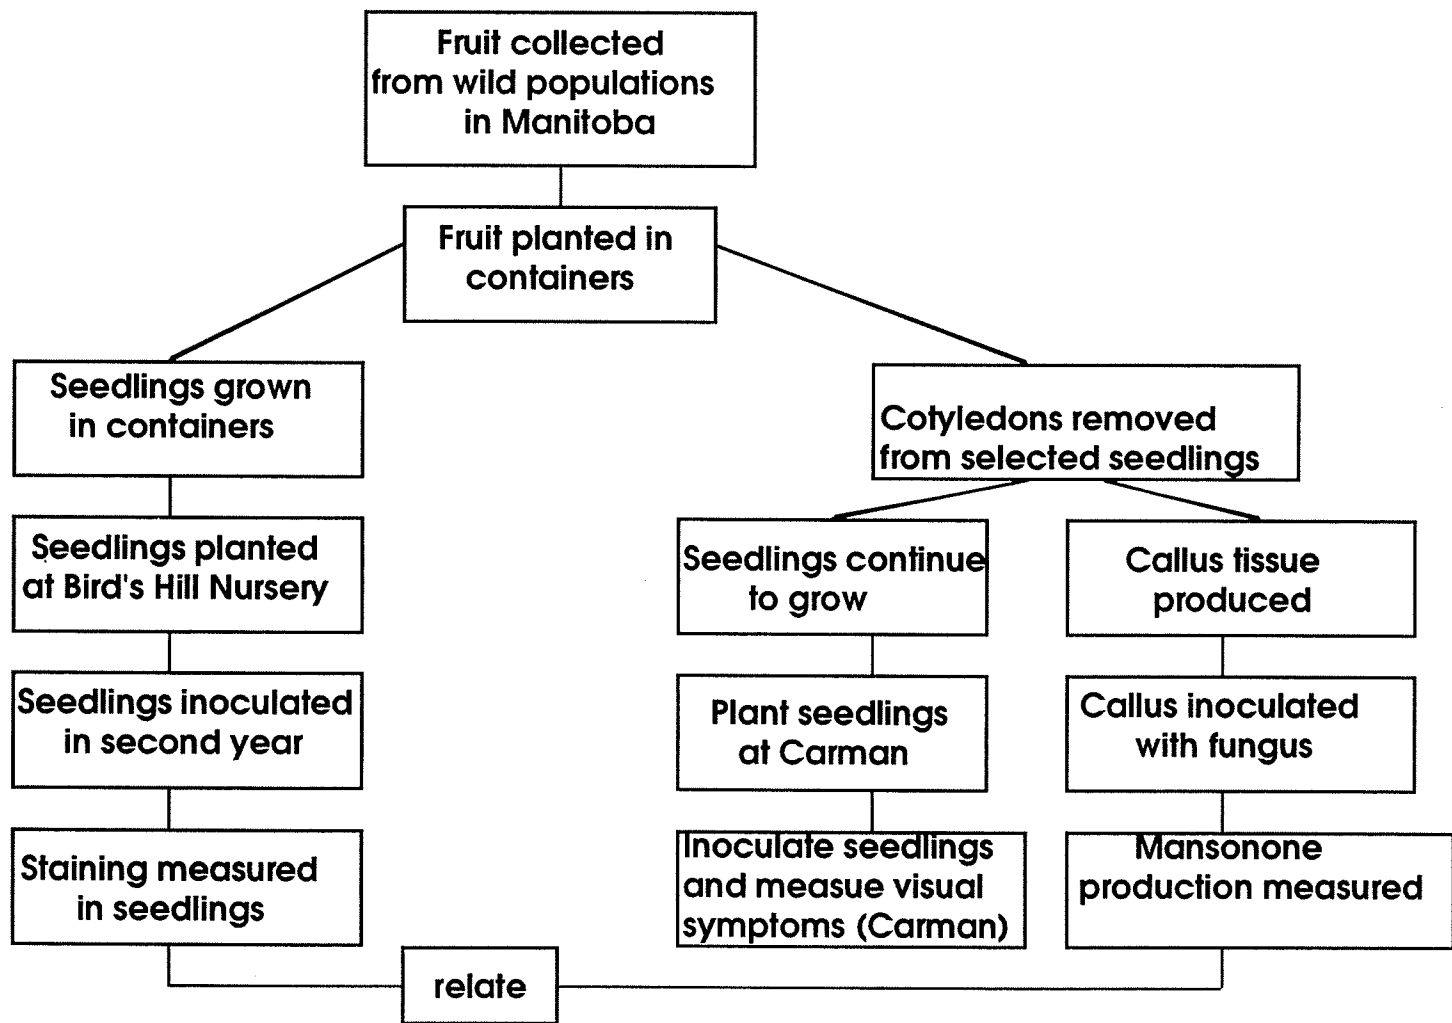 Fruit collected
from wild populations
in Manitoba
Fruit planted in
containers
Seedlings grown
in containers
Cotyledons removed
from selected seedlings
Seedlings planted
at Bird's Hill Nursery
Seedlings continue
to grow
Callus tissue
produced
Seedlings inoculated
in second year
Plant seedlings
at Carman
Callus inoculated
with fungus
Staining measured
in seedlings
Inoculate seedlings
and measue visual
symptoms (Carman)
Mansonone
production measured
relate